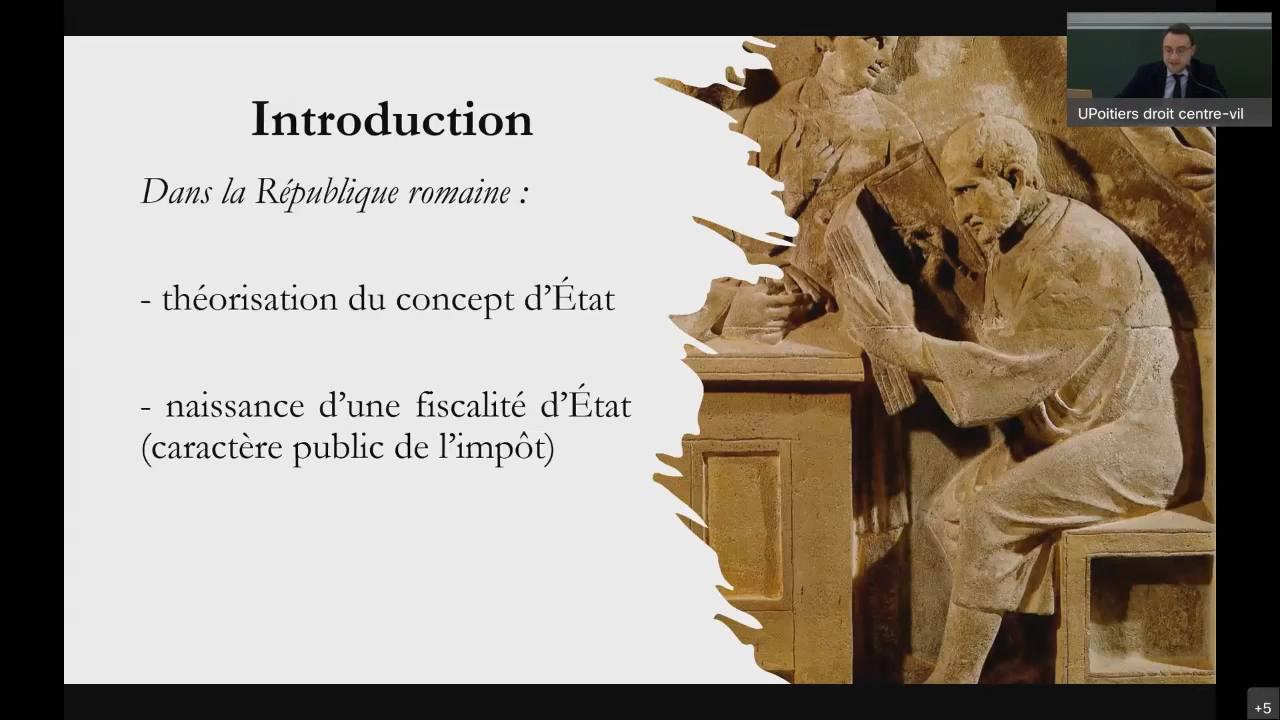 Introduction
Dans la République romaine :
- théorisation du concept d’État
- naissance d’une fiscalité d’État
(caractère public de l’impôt)
UPoitiers droit centre-vil
+5